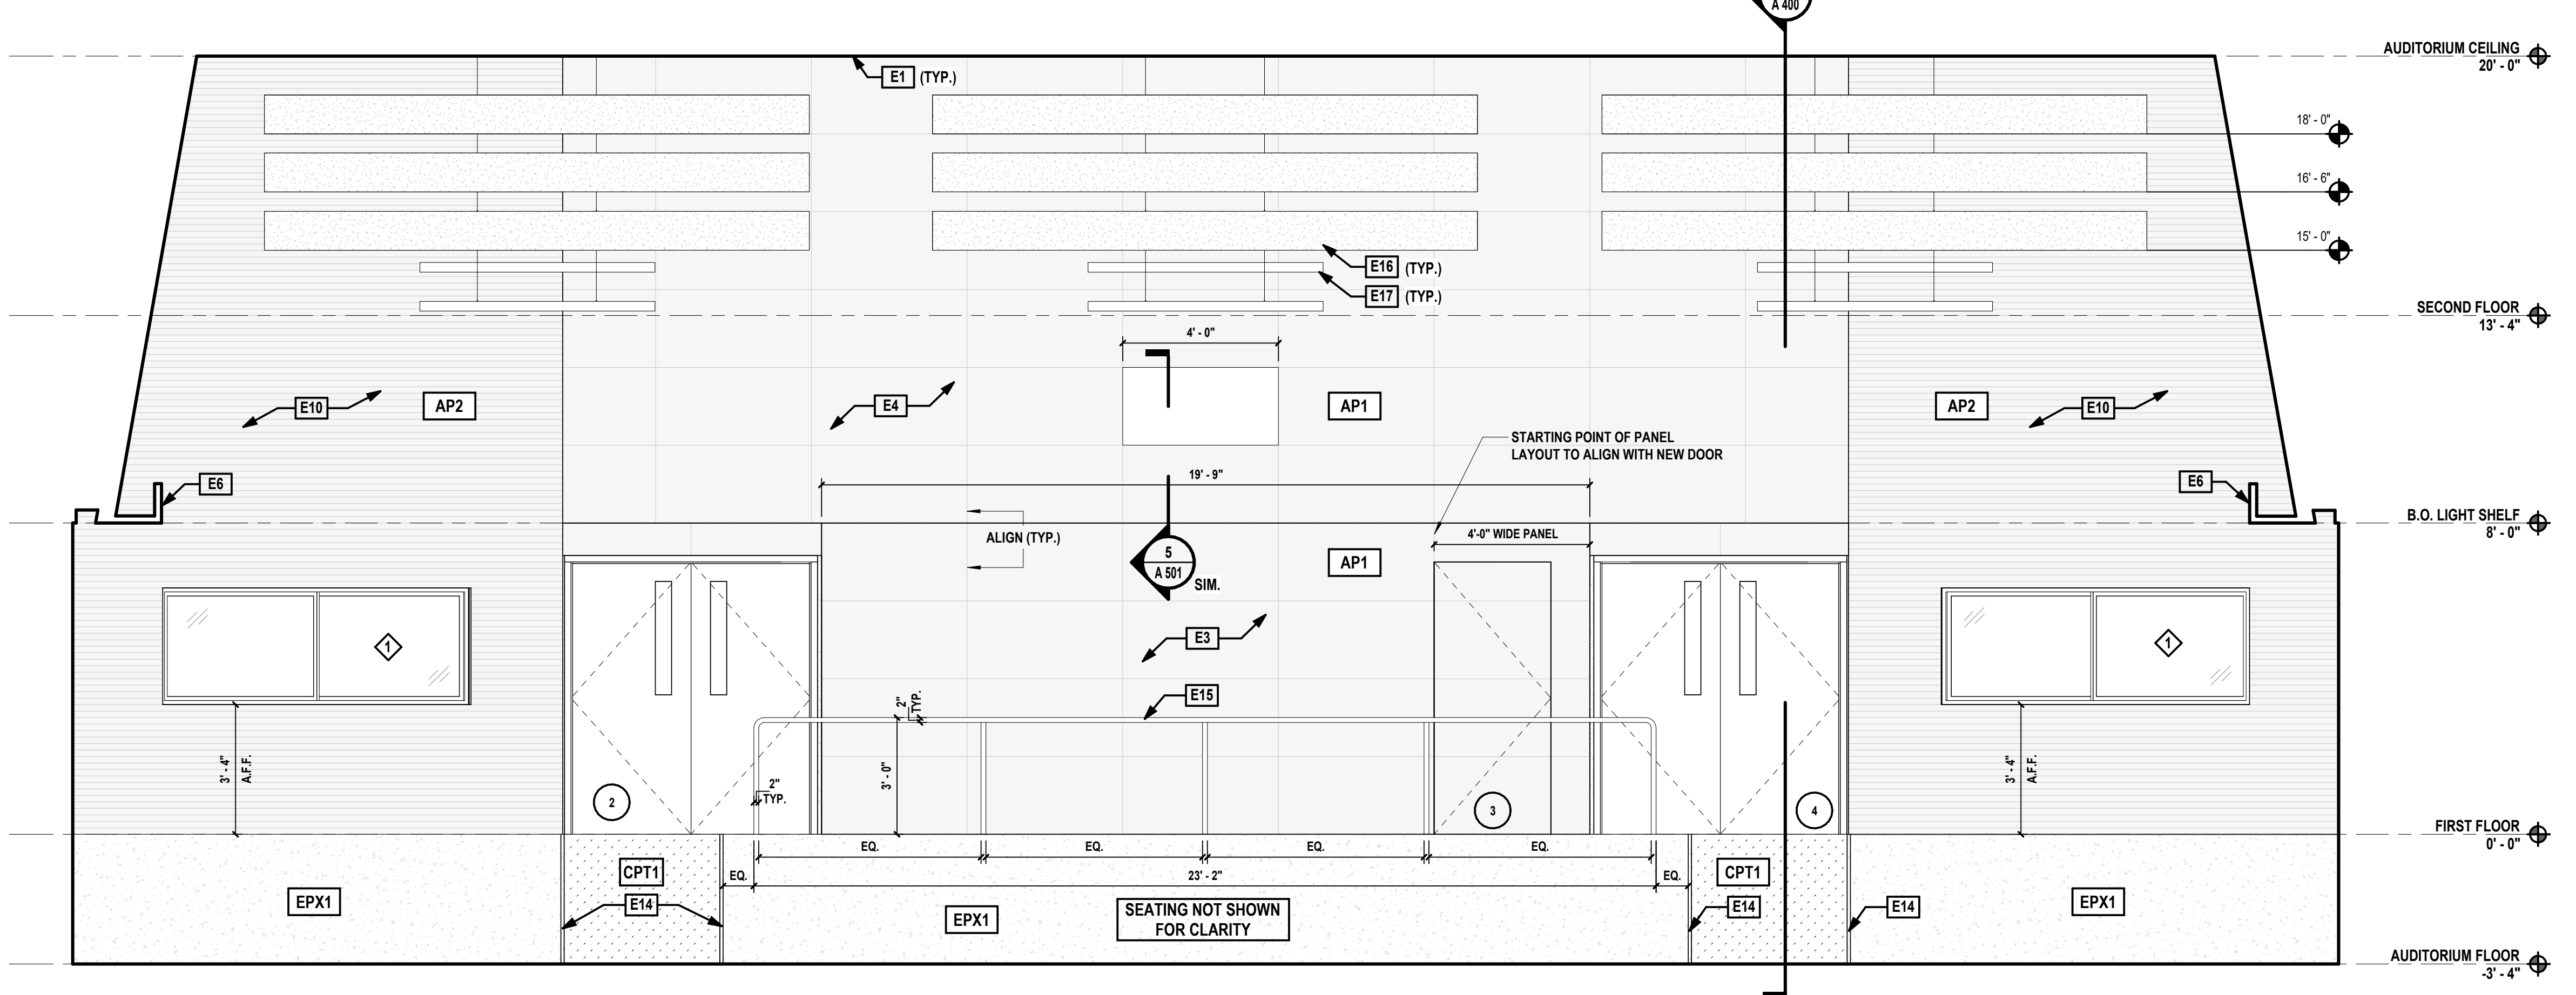 A 400
AUDITORIUM CEILING
20' - 0"
E1 (TYP.)
18' - 0"
16' - 6"
15' - 0"
E16 (TYP.)
E17 (TYP.)
SECOND FLOOR
13' - 4"
4' - 0"
E10
AP2
E4
AP1
AP2
E10
STARTING POINT OF PANEL
LAYOUT TO ALIGN WITH NEW DOOR
E6
19' - 9"
E6
B.O. LIGHT SHELF
8' - 0"
ALIGN (TYP.)
4'-0" WIDE PANEL
5
A 501
SIM.
AP1
1
E3
1
E15
2"
TYP.
3' - 4"
A.F.F.
3' - 0"
2"
TYP.
3' - 4"
A.F.F.
2
3
4
FIRST FLOOR
0' - 0"
EQ.
EQ.
EQ.
EQ.
CPT1
EQ.
23' - 2"
EQ.
CPT1
EPX1
E14
EPX1
SEATING NOT SHOWN
FOR CLARITY
E14
E14
EPX1
AUDITORIUM FLOOR
-3' - 4"